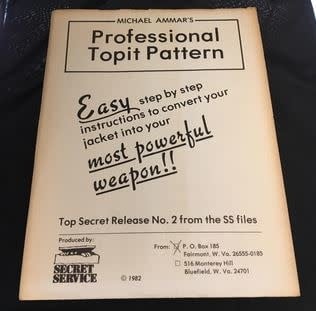 MICHAEL AMMAR'S
Professional
Topit Pattern
Easy step by step
instructions to convert your
jacket into your
most powerful
weapon!!
Top Secret Release No. 2 from the SS files
Produced by:
SECRET
SERVICE
© 1982
From: P. O. Box 185
Fairmont, W. Va. 26555-0185
516 Monterey Hill
Bluefield, W. Va. 24701